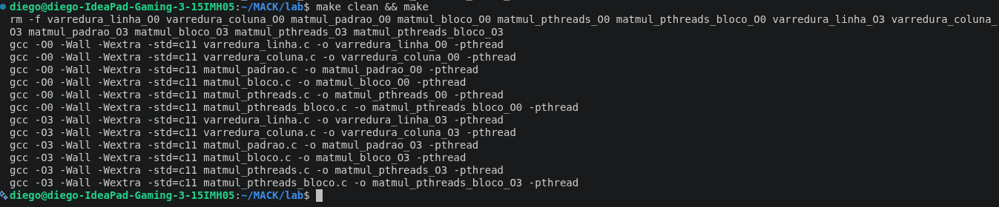 diego@diego-IdeaPad-Gaming-3-15IMH05:~/MACK/lab$ make clean && make
rm -f varredura_linha_O0 varredura_coluna_O0 matmul_padrao_O0 matmul_bloco_O0 matmul_pthreads_O0 matmul_pthreads_bloco_O0 varredura_linha_O3 varredura_coluna_
O3 matmul_padrao_O3 matmul_bloco_O3 matmul_pthreads_O3 matmul_pthreads_bloco_O3
gcc -O0 -Wall -Wextra -std=c11 varredura_linha.c -o varredura_linha_O0 -pthread
gcc -O0 -Wall -Wextra -std=c11 varredura_coluna.c -o varredura_coluna_O0 -pthread
gcc -O0 -Wall -Wextra -std=c11 matmul_padrao.c -o matmul_padrao_O0 -pthread
gcc -O0 -Wall -Wextra -std=c11 matmul_bloco.c -o matmul_bloco_O0 -pthread
gcc -O0 -Wall -Wextra -std=c11 matmul_pthreads.c -o matmul_pthreads_O0 -pthread
gcc -O0 -Wall -Wextra -std=c11 matmul_pthreads_bloco.c -o matmul_pthreads_bloco_O0 -pthread
gcc -O3 -Wall -Wextra -std=c11 varredura_linha.c -o varredura_linha_O3 -pthread
gcc -O3 -Wall -Wextra -std=c11 varredura_coluna.c -o varredura_coluna_O3 -pthread
gcc -O3 -Wall -Wextra -std=c11 matmul_padrao.c -o matmul_padrao_O3 -pthread
gcc -O3 -Wall -Wextra -std=c11 matmul_bloco.c -o matmul_bloco_O3 -pthread
gcc -O3 -Wall -Wextra -std=c11 matmul_pthreads.c -o matmul_pthreads_O3 -pthread
gcc -O3 -Wall -Wextra -std=c11 matmul_pthreads_bloco.c -o matmul_pthreads_bloco_O3 -pthread
diego@diego-IdeaPad-Gaming-3-15IMH05:~/MACK/lab$